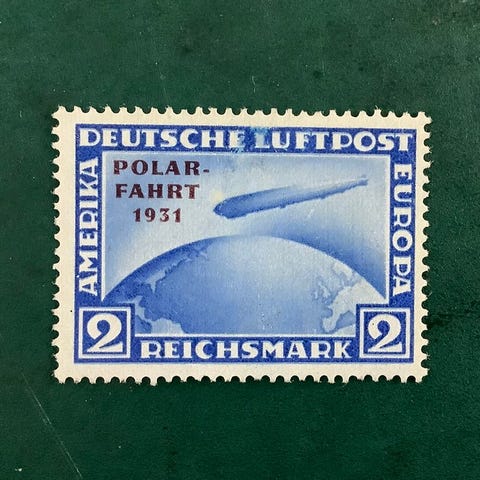 DEUTSCHE LUFTPOST
POLAR-
FAHRT
1931
AMERIKA
EUROPA
2 REICHSMARK 2